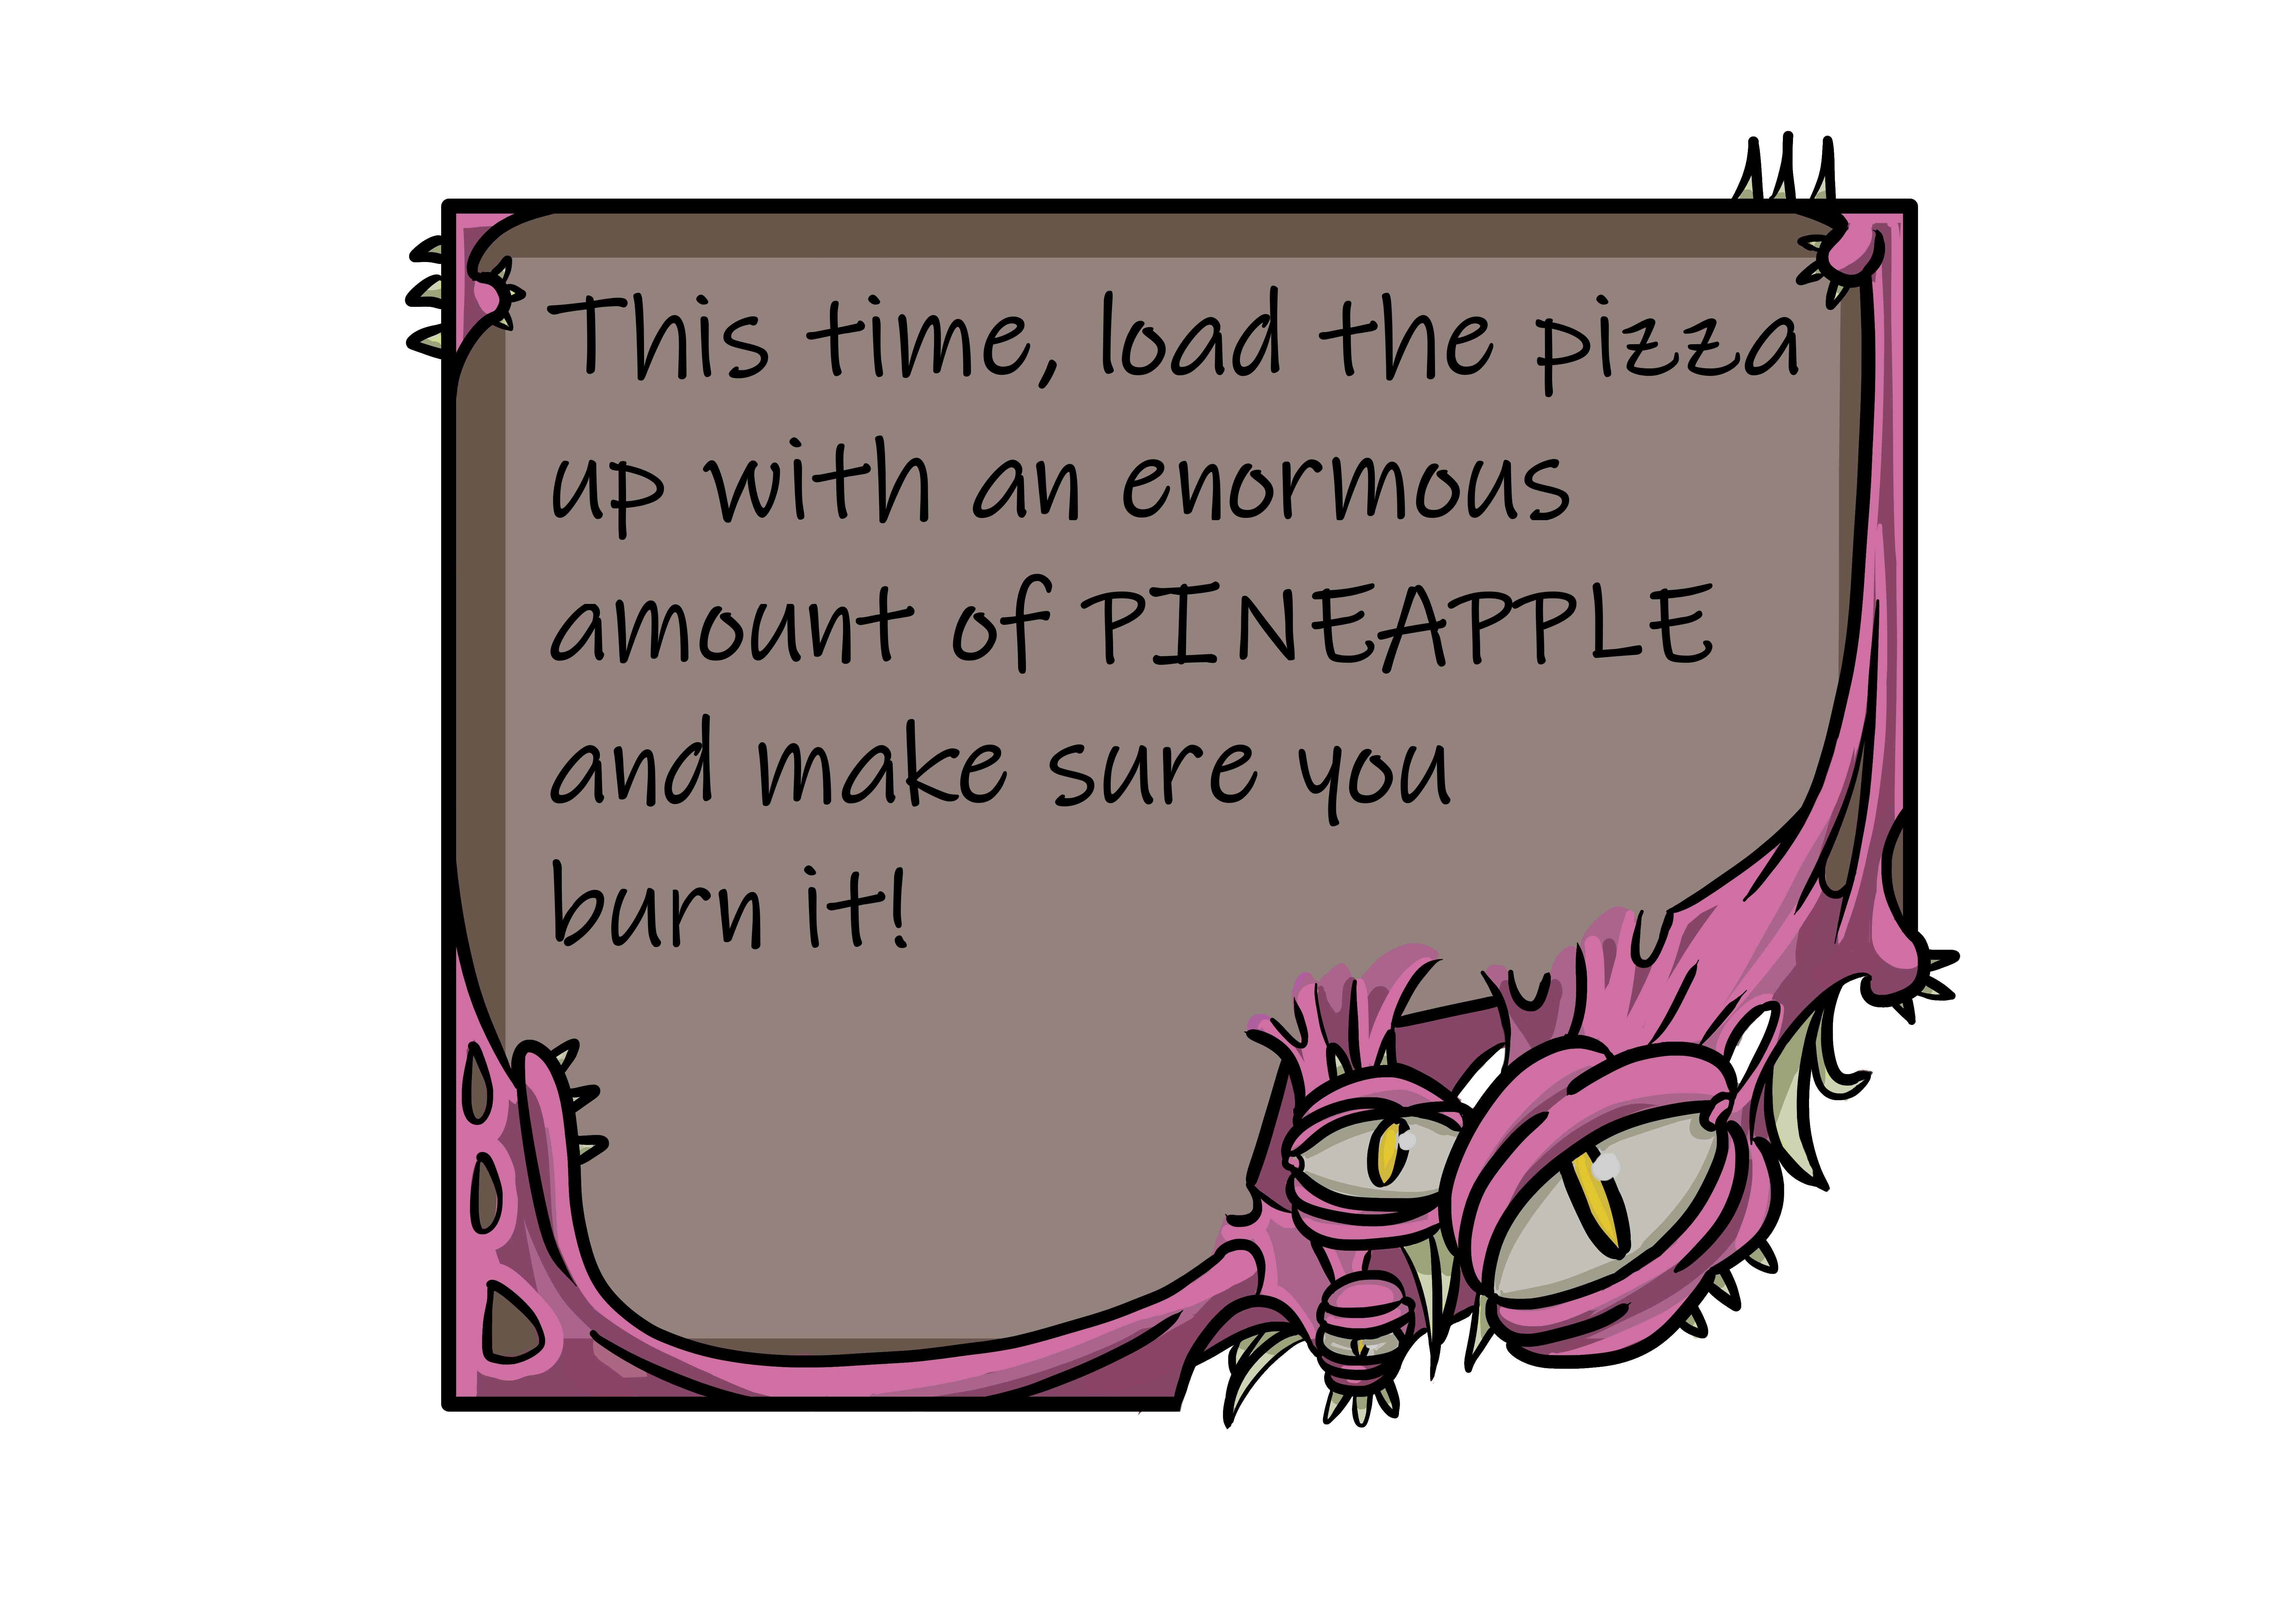 This time, load the pizza
up with an enormous
amount of PINEAPPLE
and make sure you
burn it!